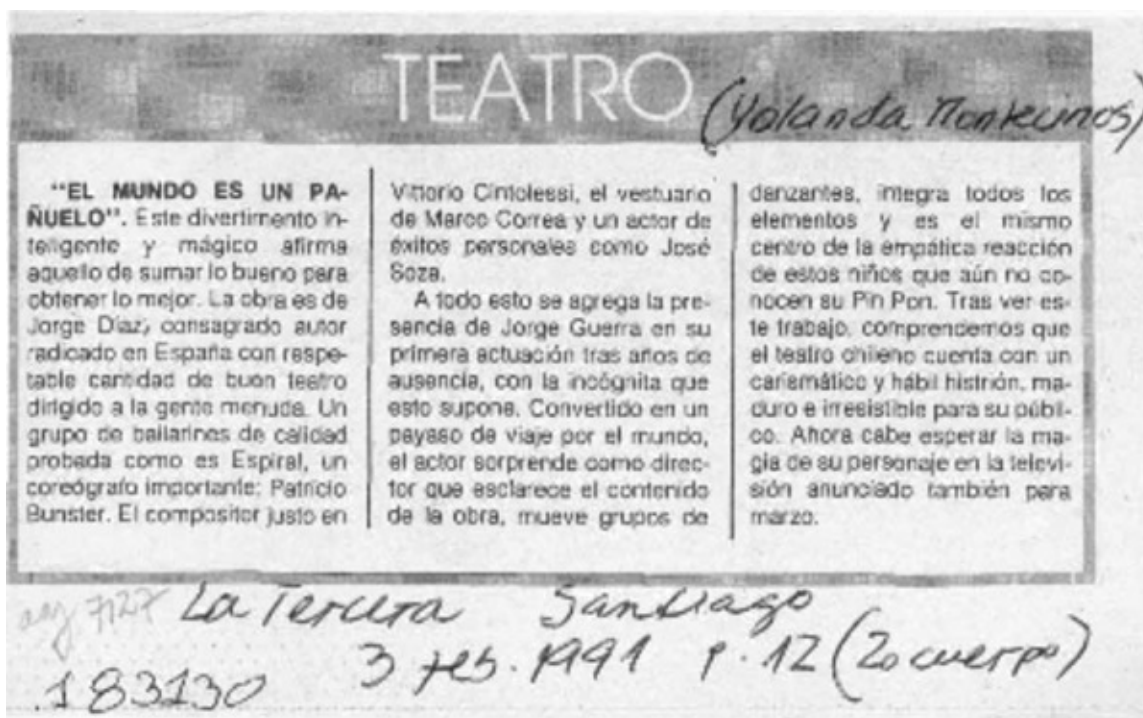 TEATRO
(Yolanda Montecinos)
"EL MUNDO ES UN PA-
ÑUELO". Este divertimento in-
teligente y mágico afirma
aquello de sumar lo bueno para
obtener lo mejor. La obra es de
Jorge Díaz, consagrado autor
radicado en España con respe-
table cantidad de buen teatro
dirigido a la gente menuda. Un
grupo de bailarines de calidad
probada como es Espiral, un
coreógrafo importante: Patricio
Bunster. El compositor justo en
Vittorio Cintolessi, el vestuario
de Marco Correa y un actor de
éxitos personales como José
Soza.
A todo esto se agrega la pre-
sencia de Jorge Guerra en su
primera actuación tras años de
ausencia, con la incógnita que
esto supone. Convertido en un
payaso de viaje por el mundo,
el actor sorprende como direc-
tor que esclarece el contenido
de la obra, mueve grupos de
danzantes, integra todos los
elementos y es el mismo
centro de la empática reacción
de estos niños que aún no co-
nocen su Pin Pon. Tras ver es-
te trabajo, comprendemos que
el teatro chileno cuenta con un
carismático y hábil histrión, ma-
duro e irresistible para su públi-
co. Ahora cabe esperar la ma-
gia de su personaje en la televi-
sión anunciado también para
marzo.
7127 La Tercera Santiago
3 feb. 1991 p. 12 (2o cuerpo)
183130